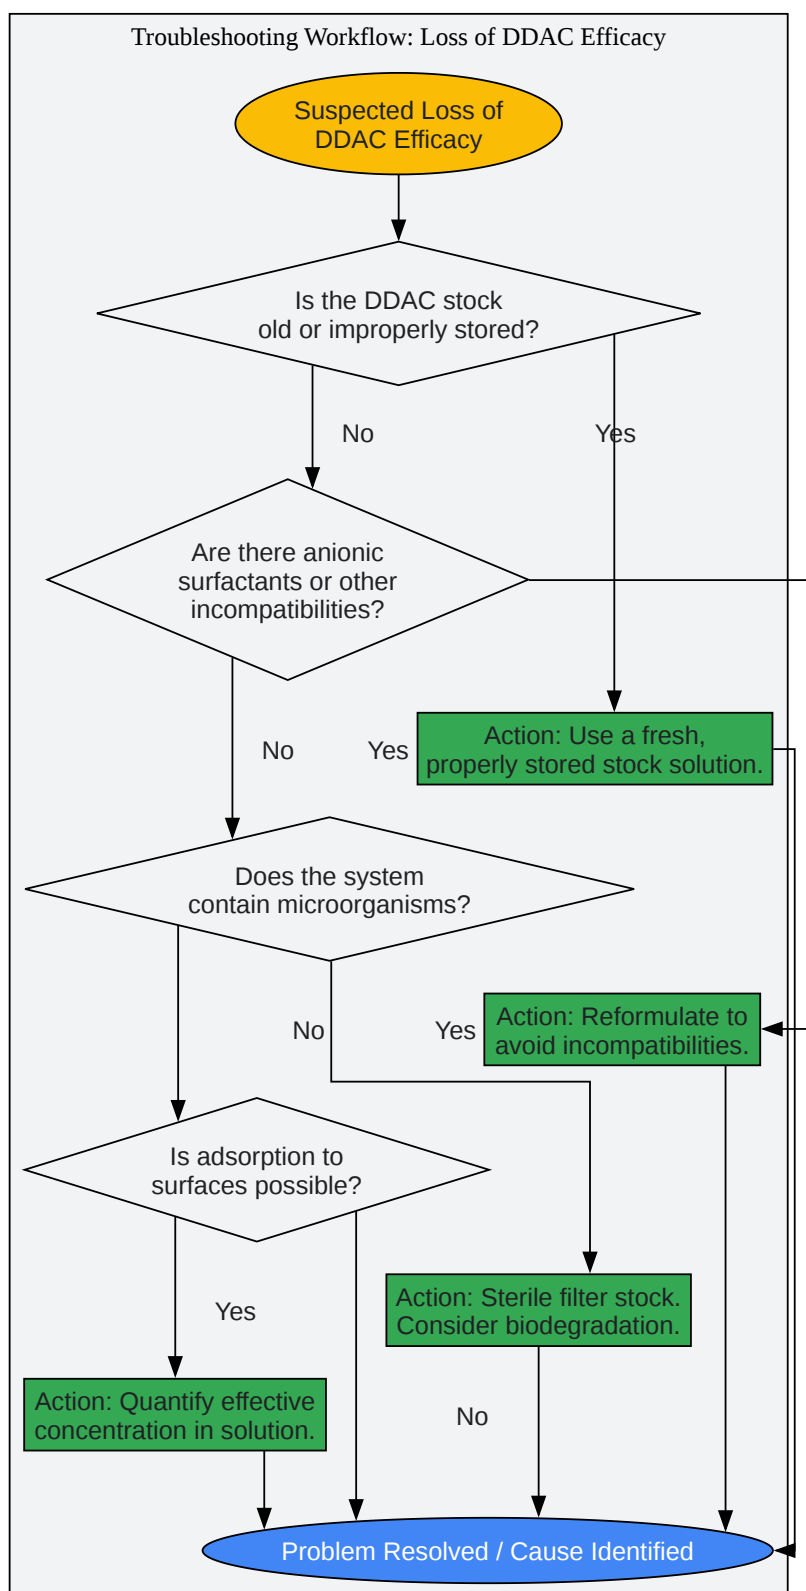 Troubleshooting Workflow: Loss of DDAC Efficacy
Suspected Loss of
DDAC Efficacy
Is the DDAC stock
old or improperly stored?
No
Yes
Are there anionic
surfactants or other
incompatibilities?
No
Yes
Action: Use a fresh,
properly stored stock solution.
Does the system
contain microorganisms?
No
Yes
Action: Reformulate to
avoid incompatibilities.
Is adsorption to
surfaces possible?
Yes
Action: Sterile filter stock.
Consider biodegradation.
Action: Quantify effective
concentration in solution.
No
Problem Resolved / Cause Identified